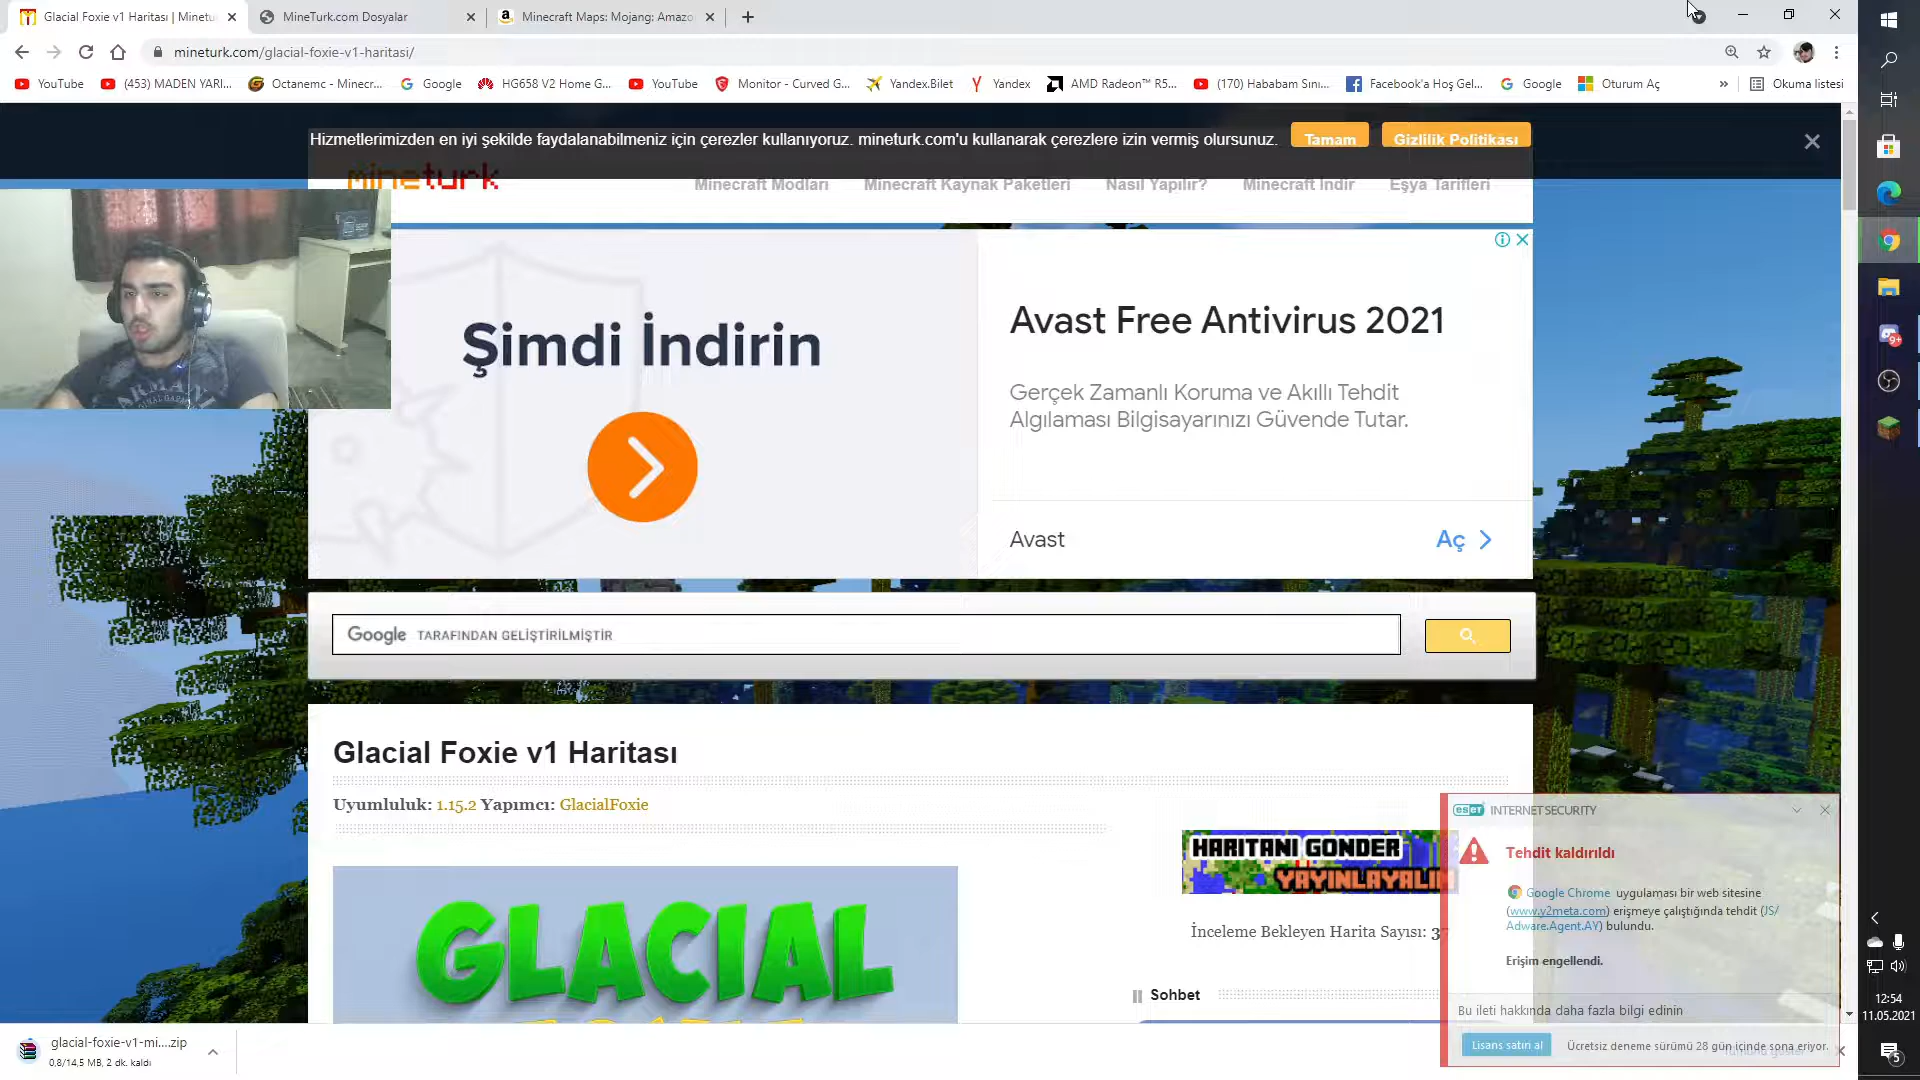 Glacial Foxie v1 Haritası | Minetu
MineTurk.com Dosyalar
Minecraft Maps: Mojang: Amazo
mineturk.com/glacial-foxie-v1-haritasi/
YouTube
(453) MADEN YARI...
Octanemc - Minecr...
Google
HG658 V2 Home G...
YouTube
Monitor - Curved G...
Yandex.Bilet
Yandex
AMD Radeon™ R5...
(170) Hababam Sını...
Facebook'a Hoş Gel...
Google
Oturum Aç
»
Okuma listesi
Hizmetlerimizden en iyi şekilde faydalanabilmeniz için çerezler kullanıyoruz. mineturk.com'u kullanarak çerezlere izin vermiş olursunuz.
Tamam
Gizlilik Politikası
mineturk
Minecraft Modları
Minecraft Kaynak Paketleri
Nasıl Yapılır?
Minecraft İndir
Eşya Tarifleri
Şimdi İndirin
Avast Free Antivirus 2021
Gerçek Zamanlı Koruma ve Akıllı Tehdit
Algılaması Bilgisayarınızı Güvende Tutar.
Avast
Aç
Google TARAFINDAN GELİŞTİRİLMİŞTİR
Glacial Foxie v1 Haritası
Uyumluluk: 1.15.2 Yapımcı: GlacialFoxie
GLACIAL
HARITANI GONDER
YAYINLAYALIM
İnceleme Bekleyen Harita Sayısı: 3
Sohbet
eset INTERNET SECURITY
Tehdit kaldırıldı
Google Chrome uygulaması bir web sitesine
(www.y2meta.com) erişmeye çalıştığında tehdit (JS/
Adware.Agent.AY) bulundu.
Erişim engellendi.
Bu ileti hakkında daha fazla bilgi edinin
Lisans satın al
Ücretsiz deneme sürümü 28 gün içinde sona eriyor.
glacial-foxie-v1-mi....zip
0,8/14,5 MB, 2 dk. kaldı
9+
12:54
11.05.2021
5